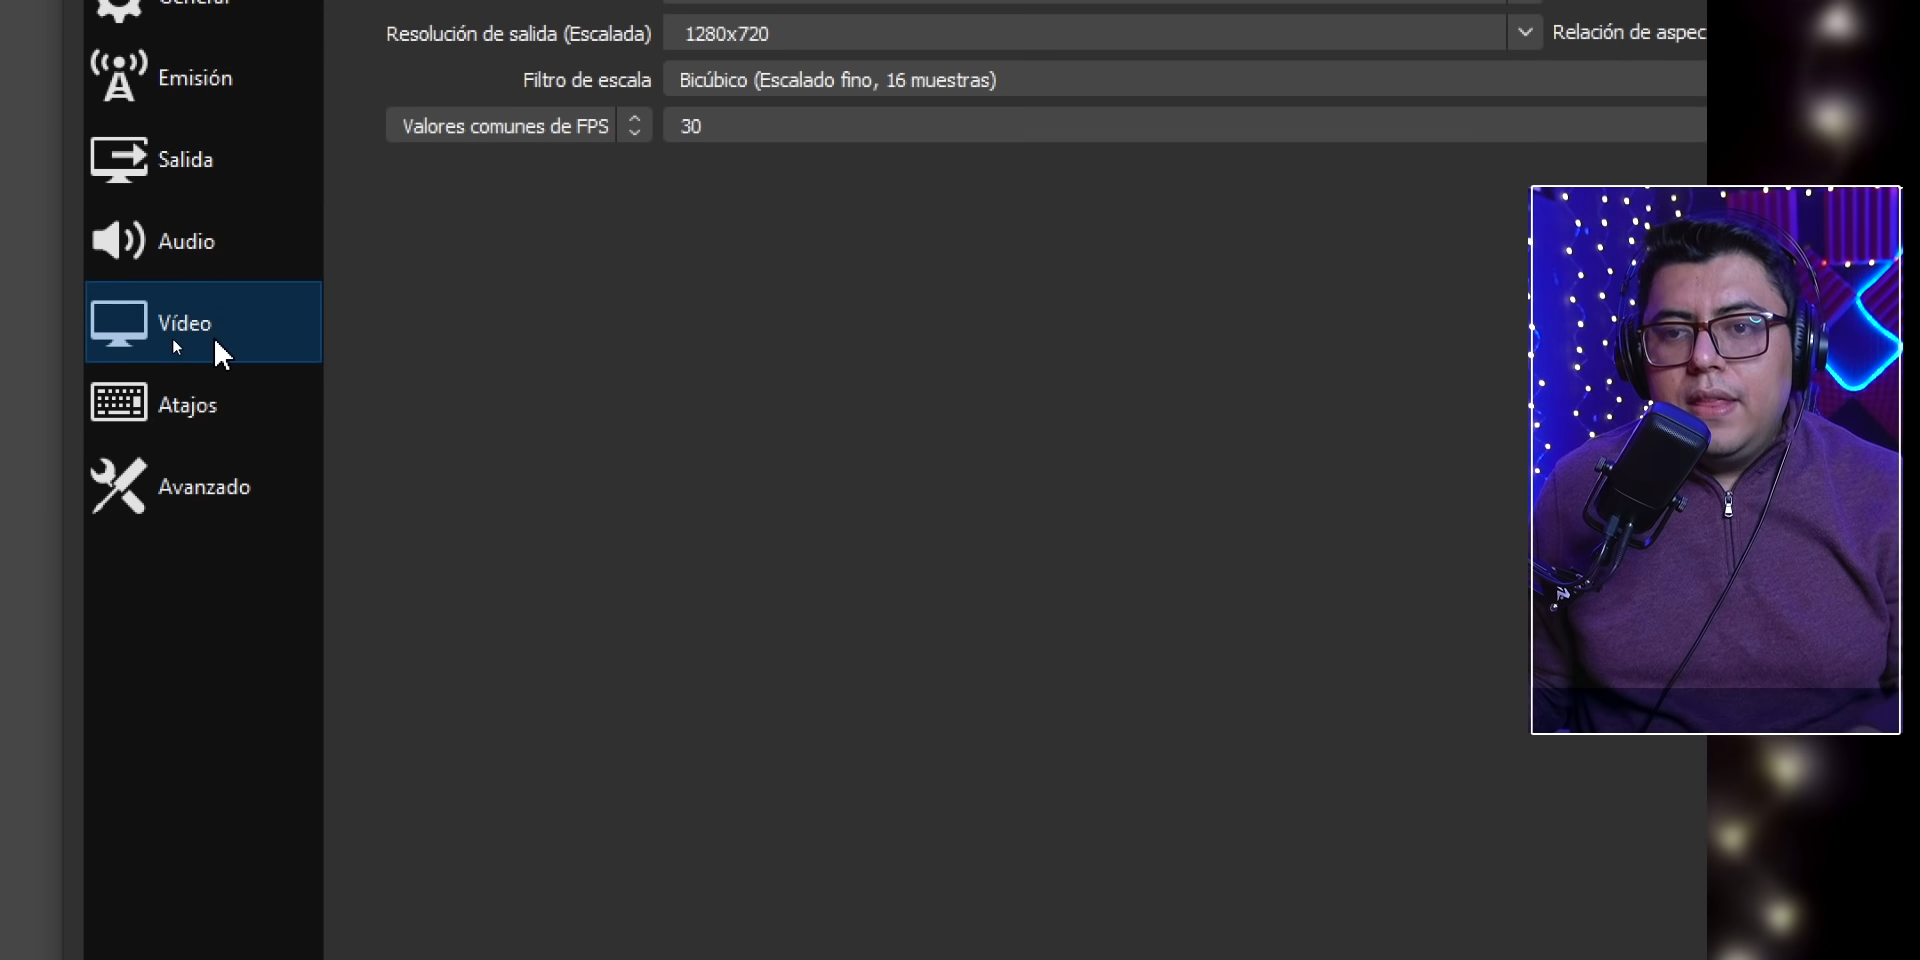 General
Resolución de salida (Escalada) 1280x720 Relación de aspec
Emisión
Filtro de escala Bicúbico (Escalado fino, 16 muestras)
Valores comunes de FPS 30
Salida
Audio
Vídeo
Atajos
Avanzado